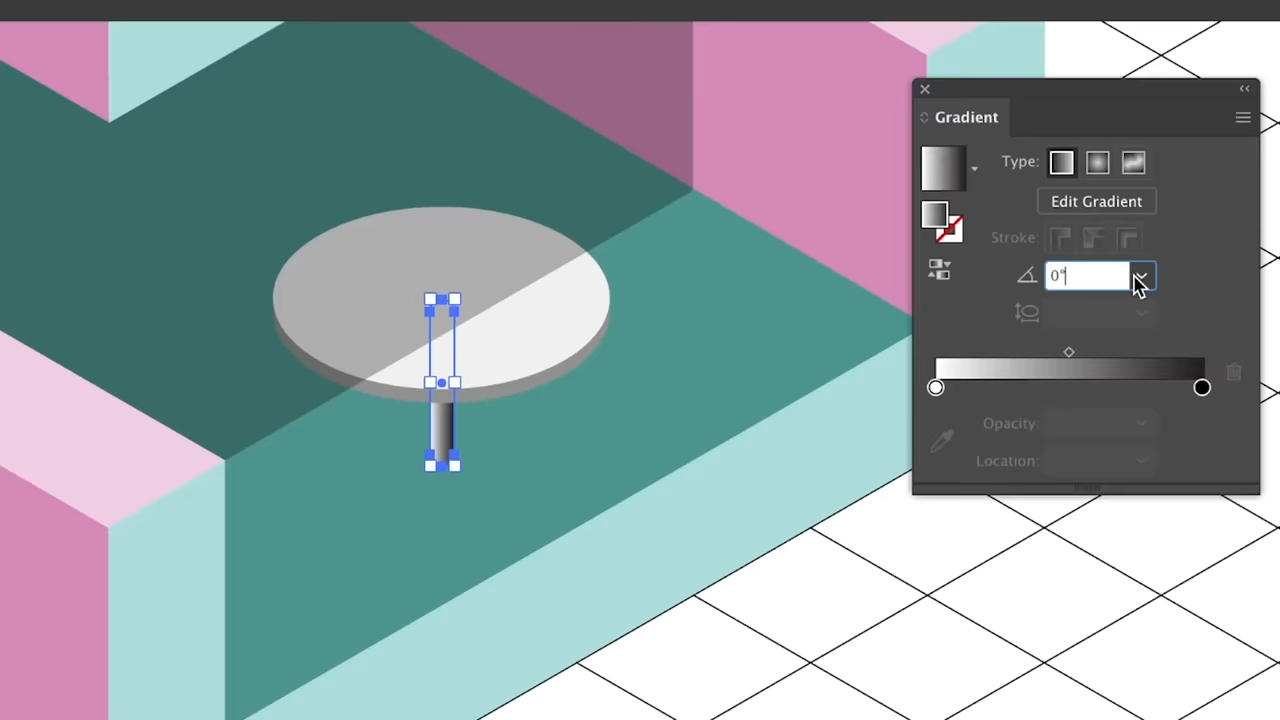 Gradient
Type:
Edit Gradient
Stroke:
0°
Opacity:
Location: